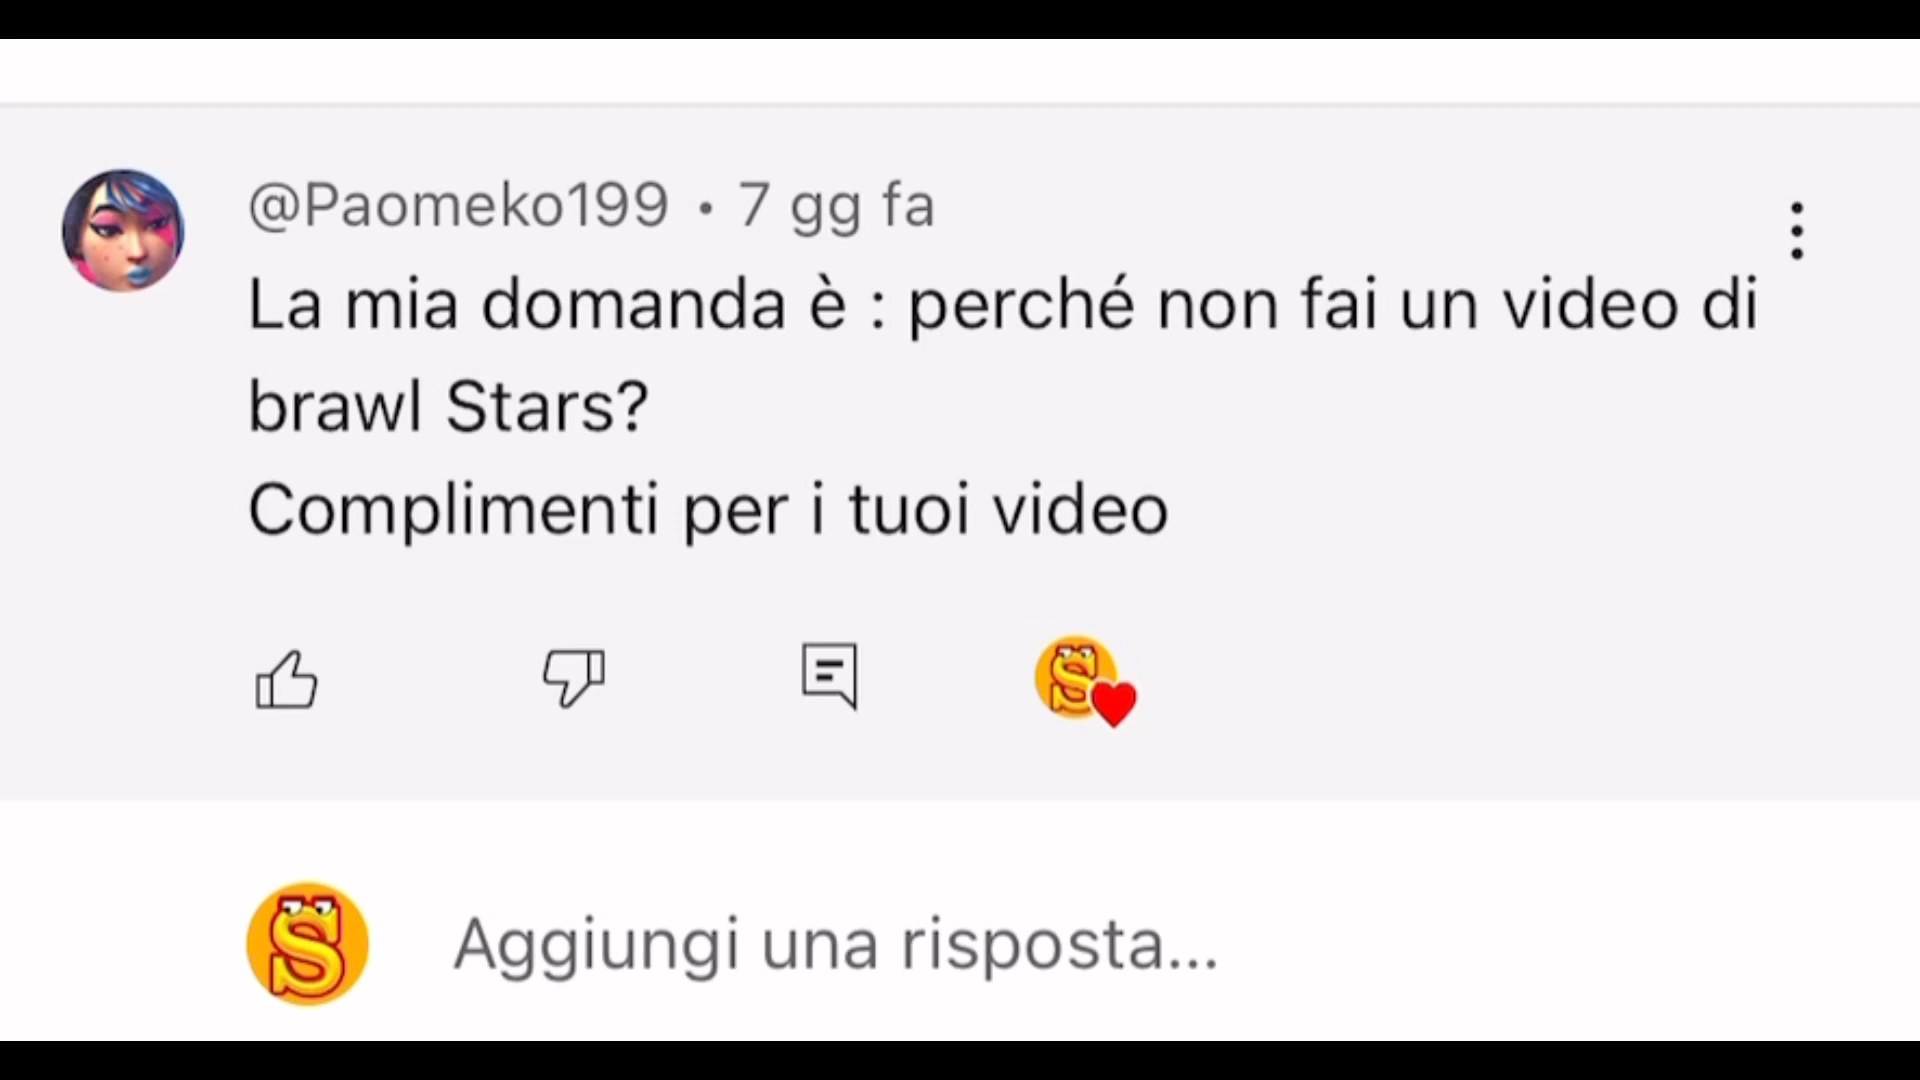 @Paomeko199 • 7 gg fa
La mia domanda è : perché non fai un video di
brawl Stars?
Complimenti per i tuoi video
S
S
Aggiungi una risposta...